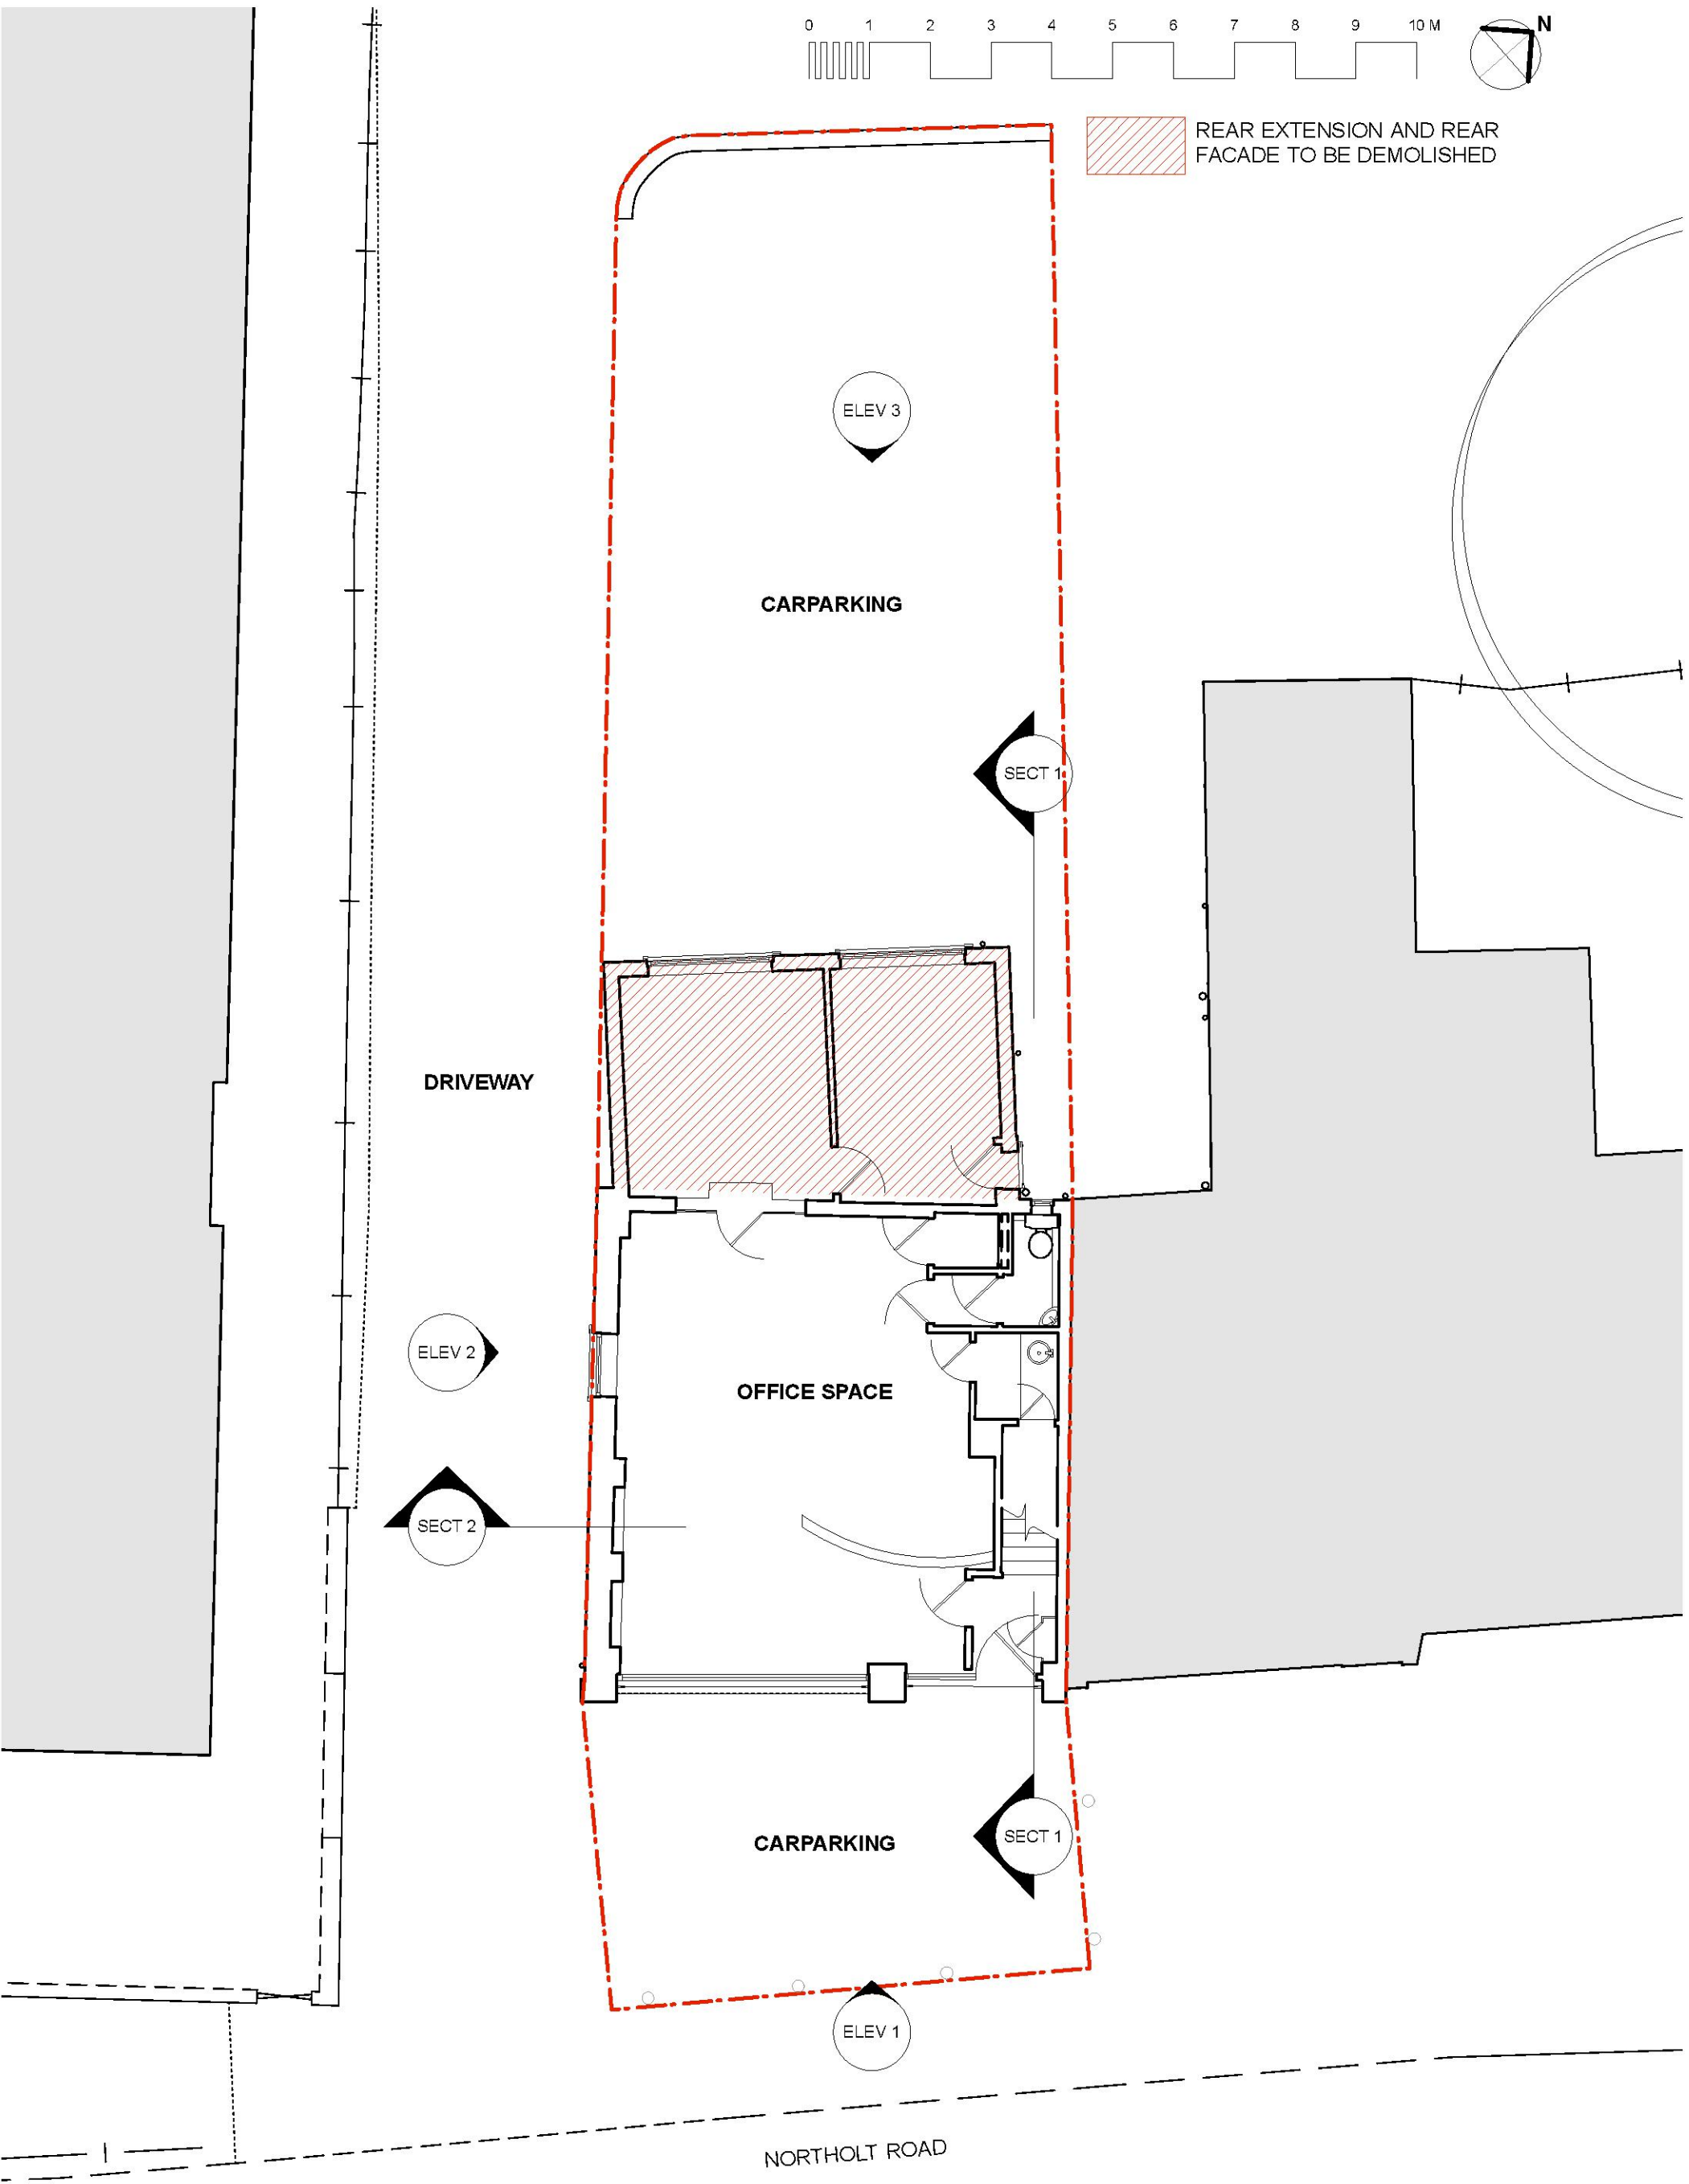 0 1 2 3 4 5 6 7 8 9 10 M
N
REAR EXTENSION AND REAR
FACADE TO BE DEMOLISHED
ELEV 3
CARPARKING
SECT 1
DRIVEWAY
ELEV 2
OFFICE SPACE
SECT 2
CARPARKING
SECT 1
ELEV 1
NORTHOLT ROAD